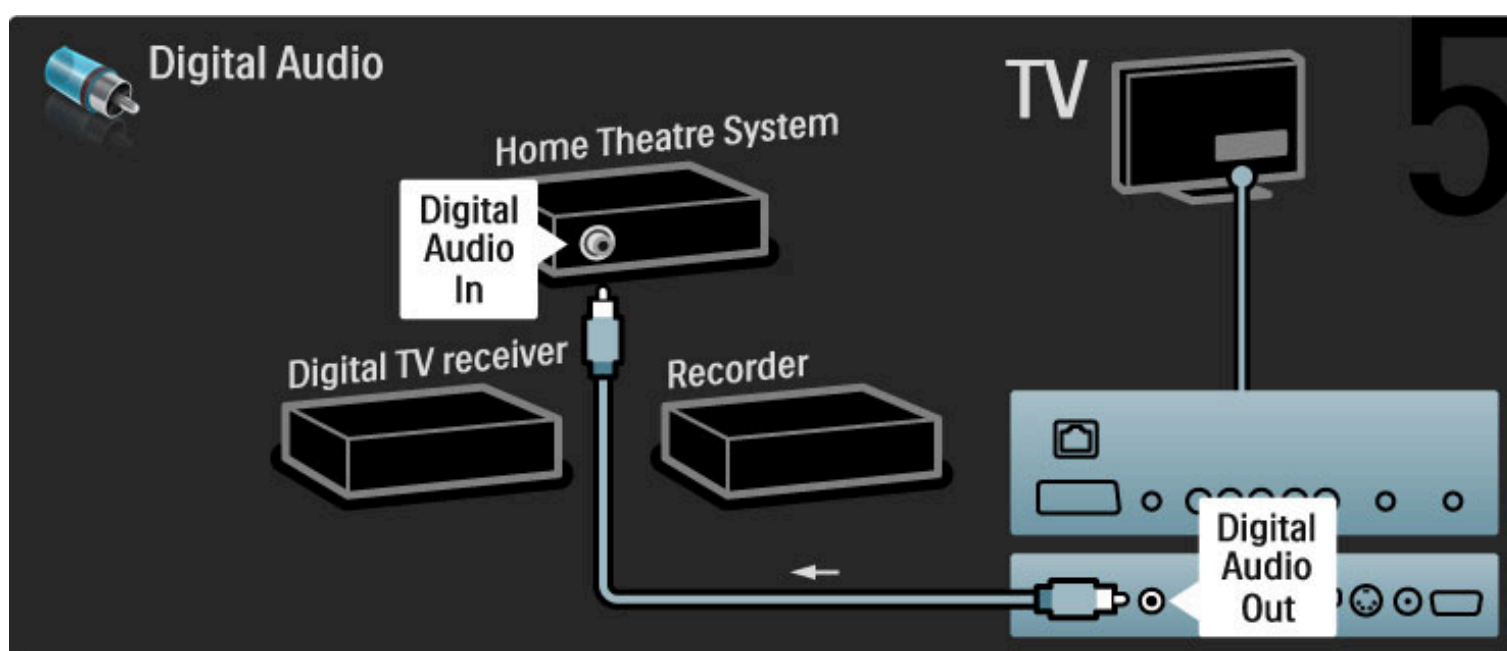 Digital Audio
TV
5
Home Theatre System
Digital
Audio
In
Digital TV receiver
Recorder
Digital
Audio
Out